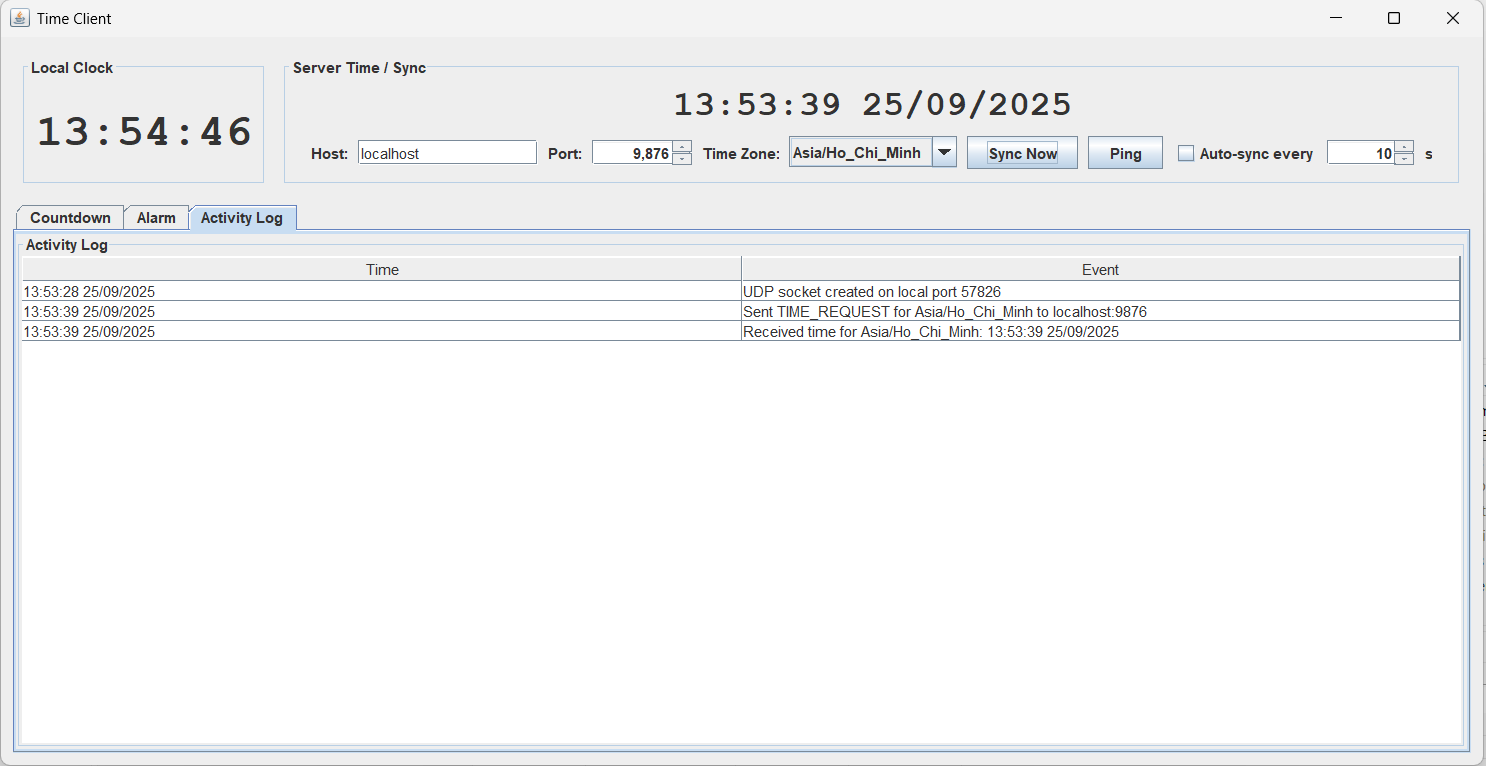 Time Client
Local Clock
13:54:46
Server Time / Sync
13:53:39 25/09/2025
Host: localhost Port: 9,876 Time Zone: Asia/Ho_Chi_Minh Sync Now Ping Auto-sync every 10 s
Countdown Alarm Activity Log
Activity Log
Time Event
13:53:28 25/09/2025 UDP socket created on local port 57826
13:53:39 25/09/2025 Sent TIME_REQUEST for Asia/Ho_Chi_Minh to localhost:9876
13:53:39 25/09/2025 Received time for Asia/Ho_Chi_Minh: 13:53:39 25/09/2025